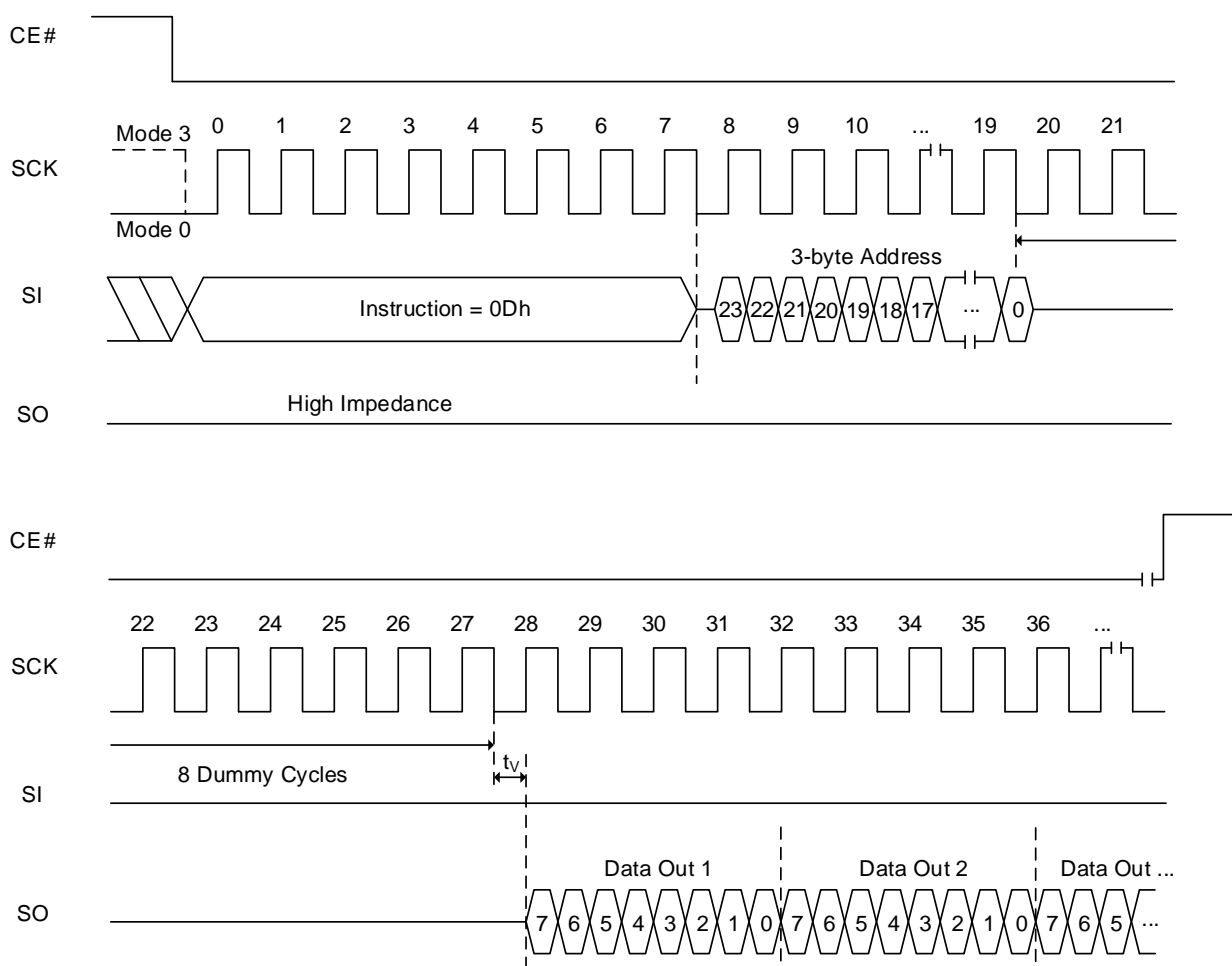 CE#
Mode 3 0 1 2 3 4 5 6 7 8 9 10 ... 19 20 21
SCK
Mode 0
3-byte Address
SI
Instruction = 0Dh 23 22 21 20 19 18 17 ... 0
High Impedance
SO
CE#
22 23 24 25 26 27 28 29 30 31 32 33 34 35 36 ...
SCK
8 Dummy Cycles tV
SI
Data Out 1 Data Out 2 Data Out ...
SO
7 6 5 4 3 2 1 0 7 6 5 4 3 2 1 0 7 6 5 ...